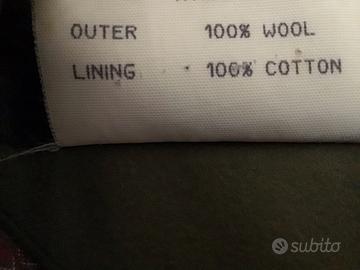 OUTER 100% WOOL
LINING 100% COTTON
subito